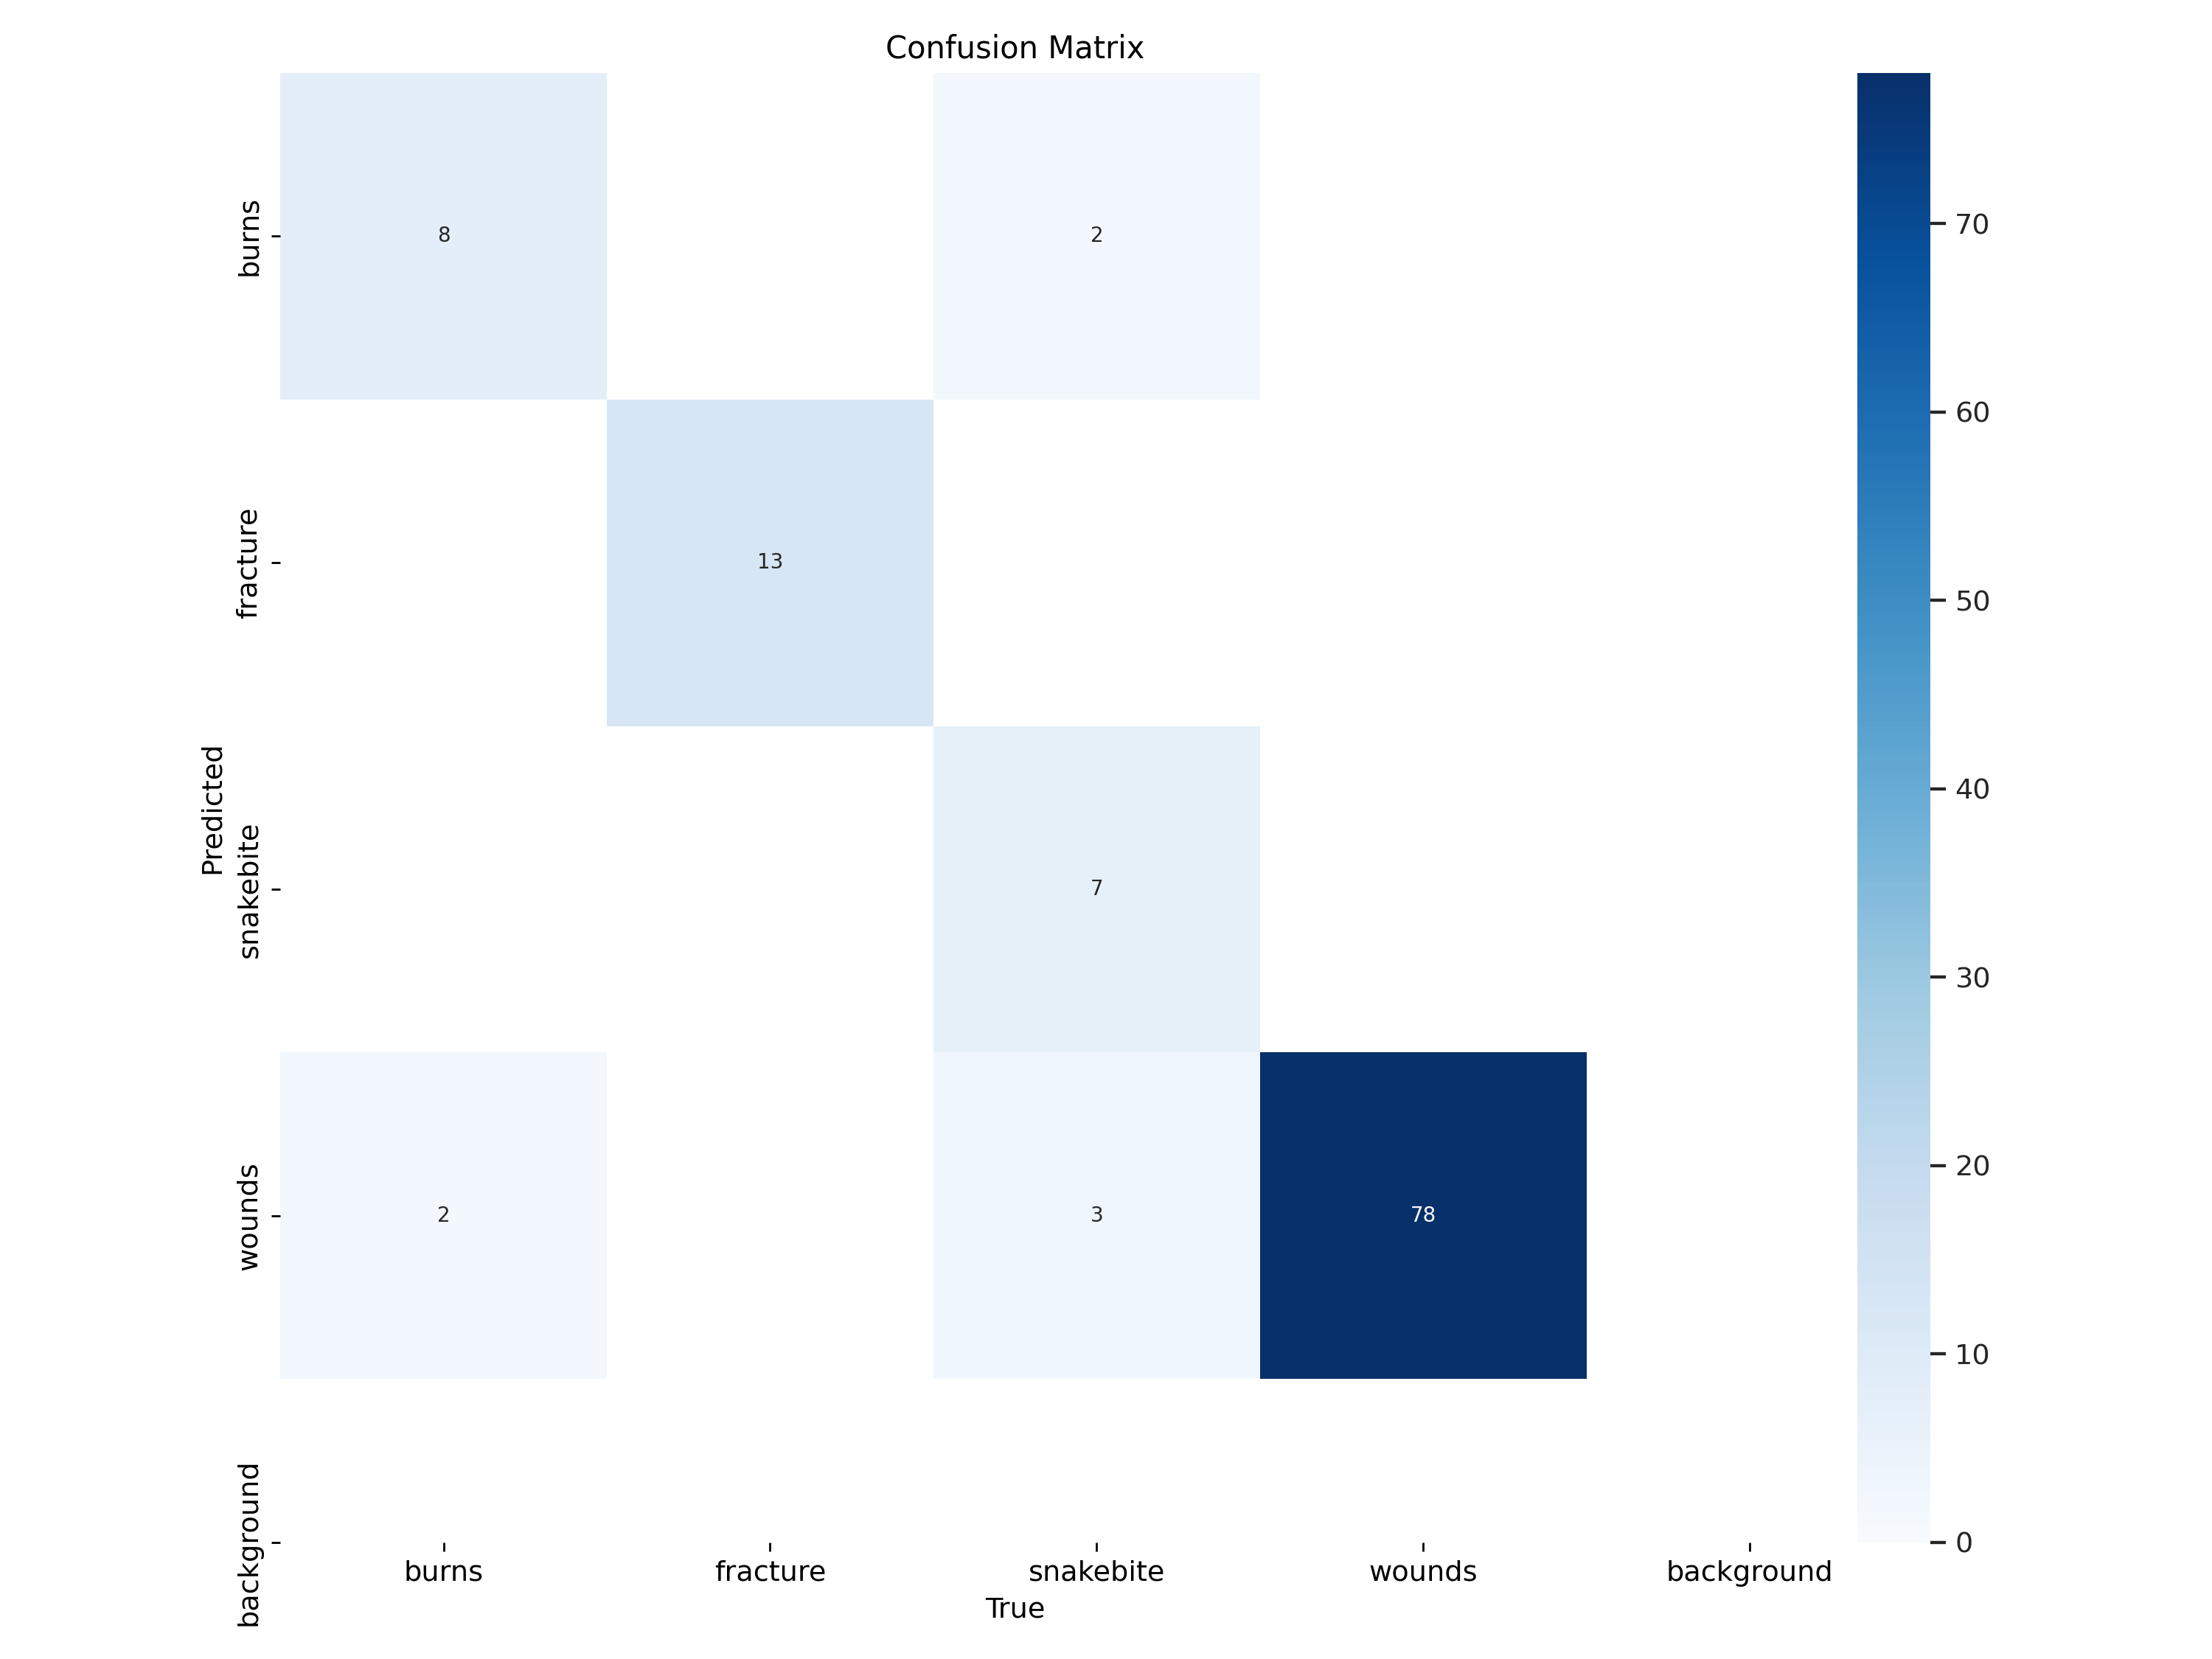 Confusion Matrix
burns
8
2
fracture
13
snakebite
7
wounds
2
3
78
background
Predicted
burns
fracture
snakebite
wounds
background
True
70
60
50
40
30
20
10
0